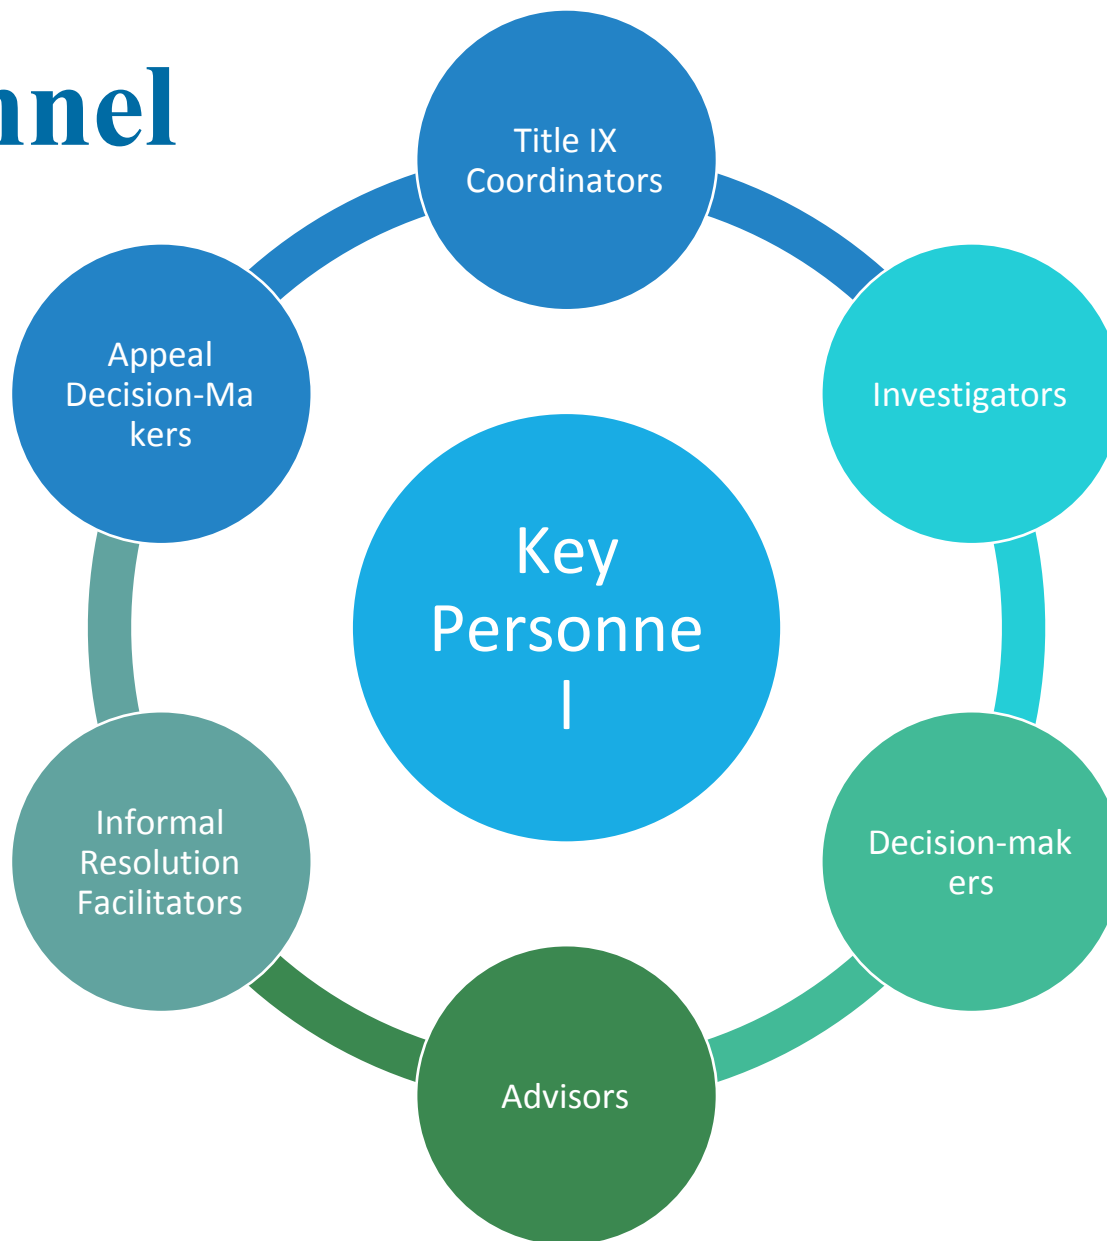 nnel
Title IX
Coordinators
Investigators
Decision-mak
ers
Advisors
Informal
Resolution
Facilitators
Appeal
Decision-Ma
kers
Key
Personne
l